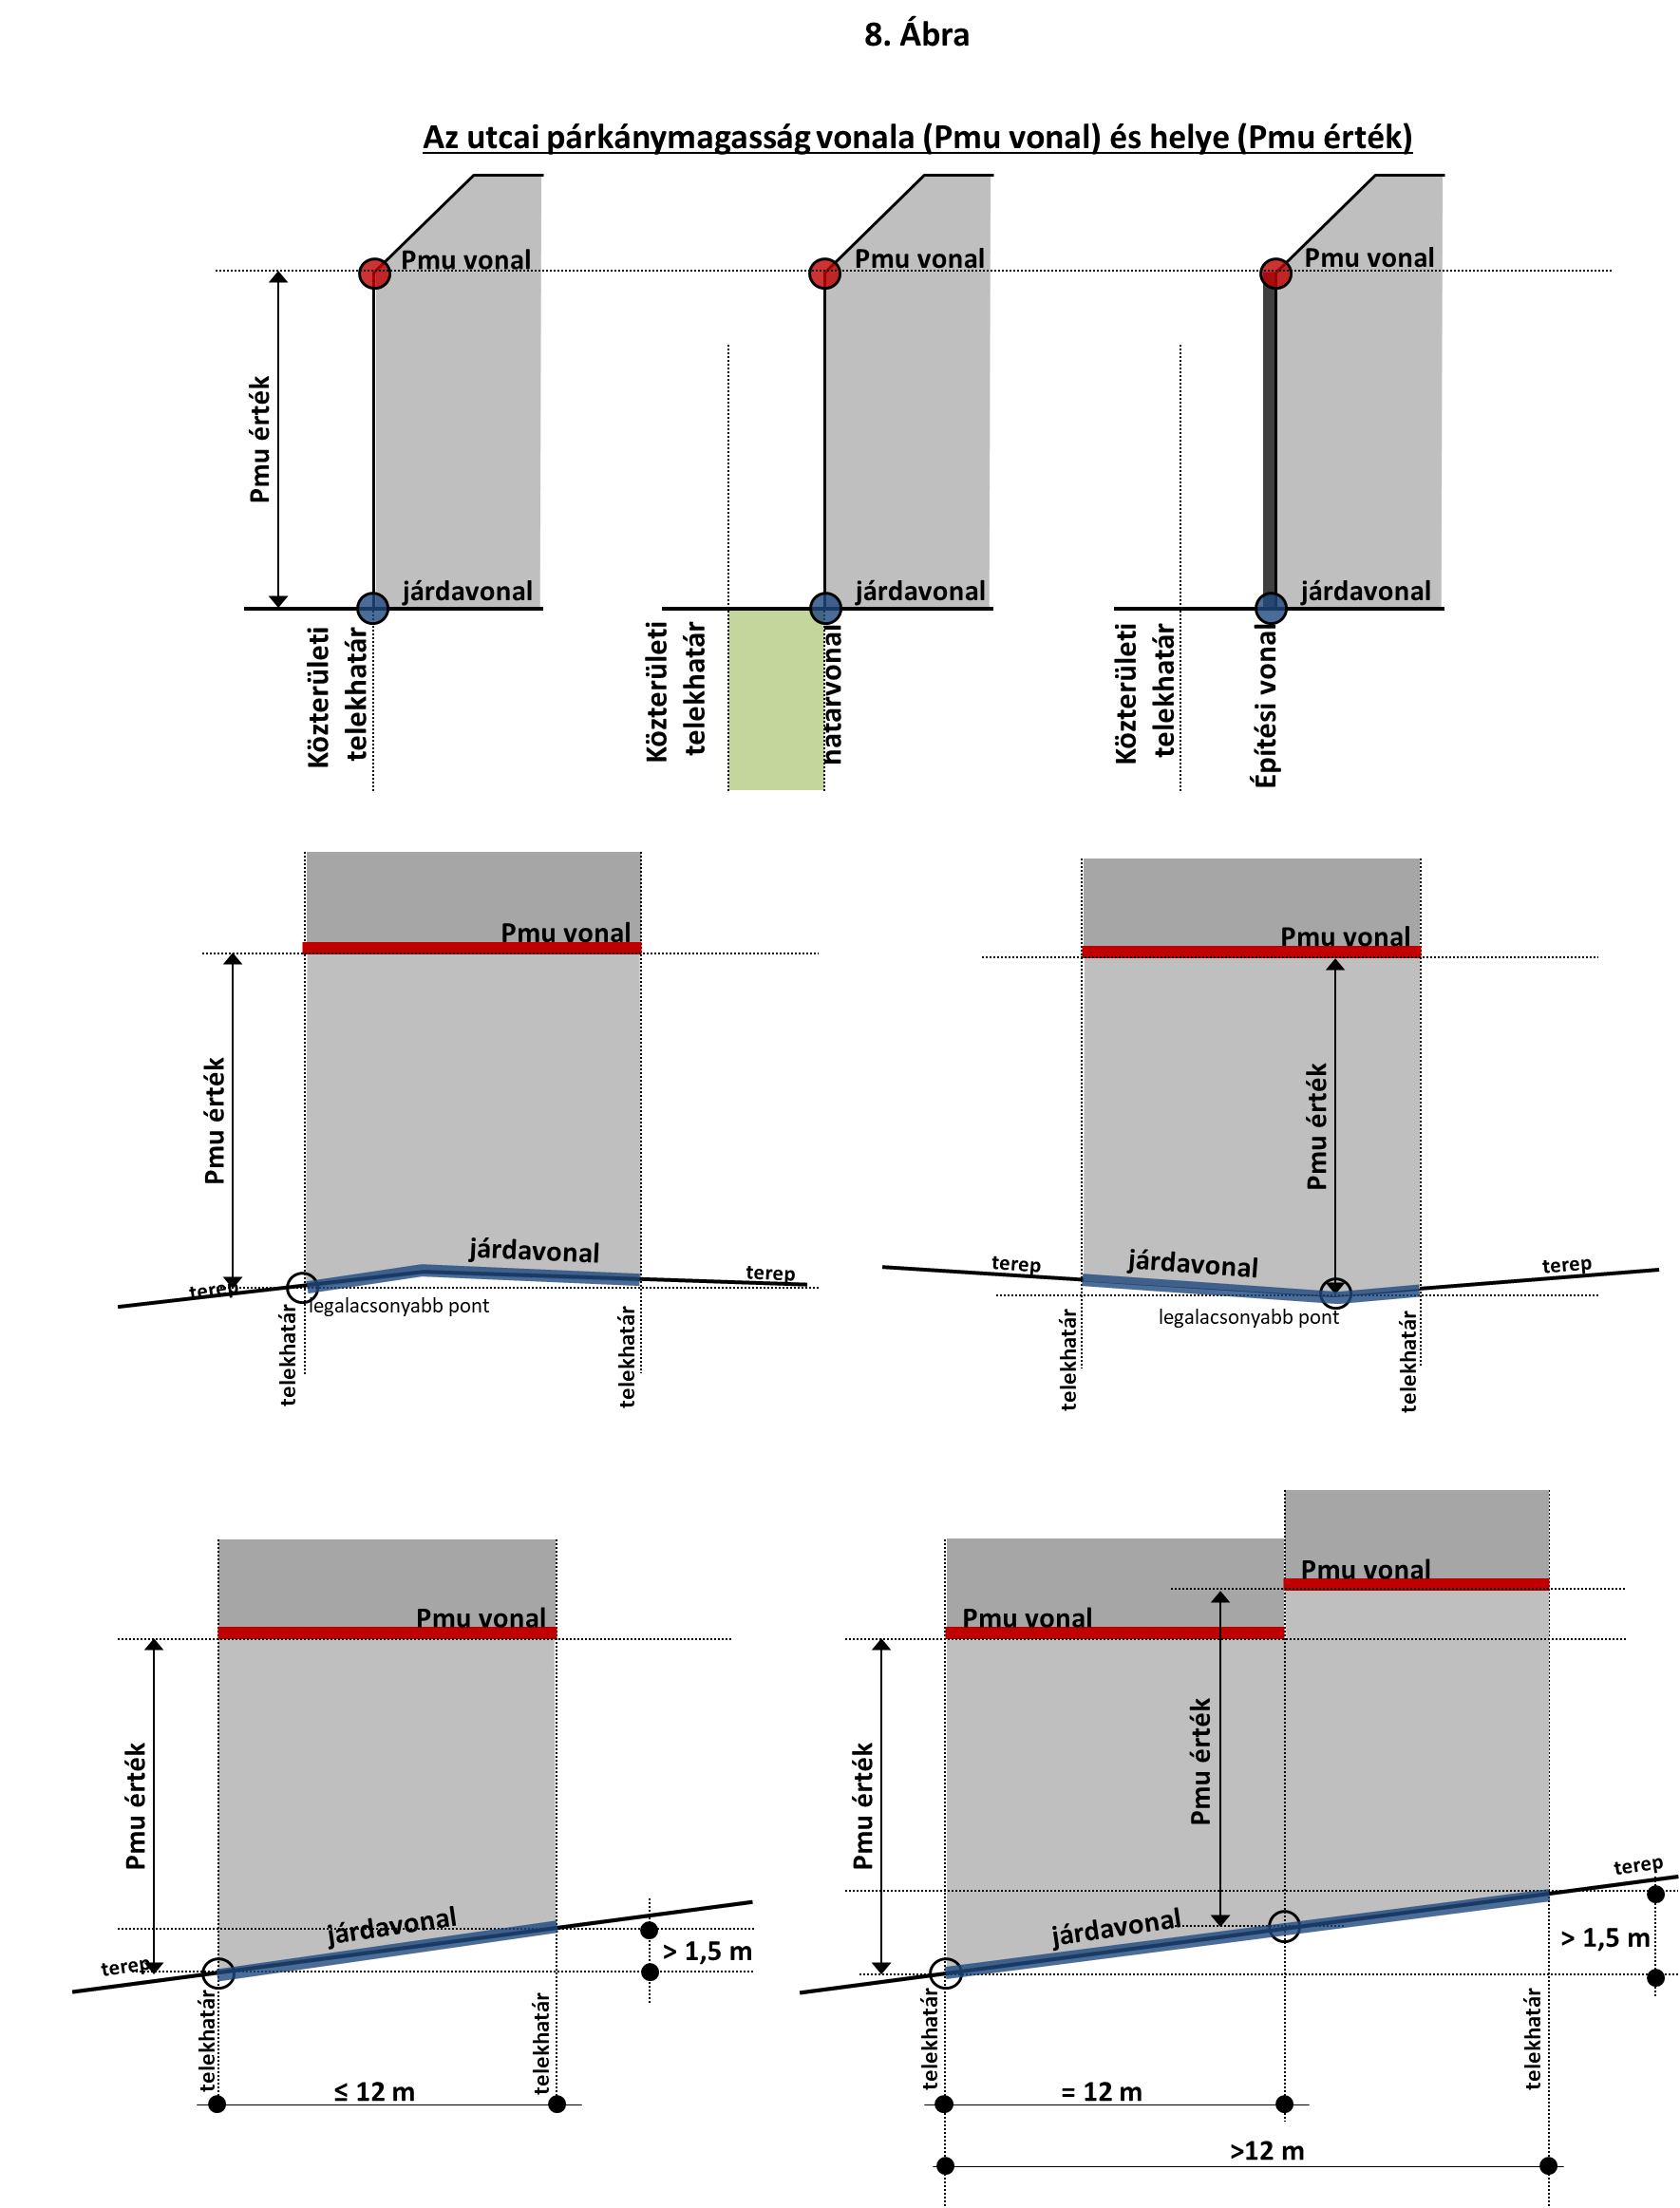 8. Ábra
Az utcai párkánymagasság vonala (Pmu vonal) és helye (Pmu érték)
Pmu vonal
Pmu vonal
Pmu vonal
Pmu érték
járdavonal
járdavonal
járdavonal
Közterületi
telekhatár
Közterületi
telekhatár
határvonal
Közterületi
telekhatár
Építési vonal
Pmu vonal
Pmu vonal
Pmu érték
Pmu érték
járdavonal
terep
terep
legalacsonyabb pont
telekhatár
telekhatár
járdavonal
terep
terep
legalacsonyabb pont
telekhatár
telekhatár
Pmu vonal
Pmu érték
járdavonal
terep
> 1,5 m
telekhatár
telekhatár
≤ 12 m
Pmu vonal
Pmu vonal
Pmu érték
Pmu érték
terep
járdavonal
> 1,5 m
telekhatár
telekhatár
= 12 m
>12 m